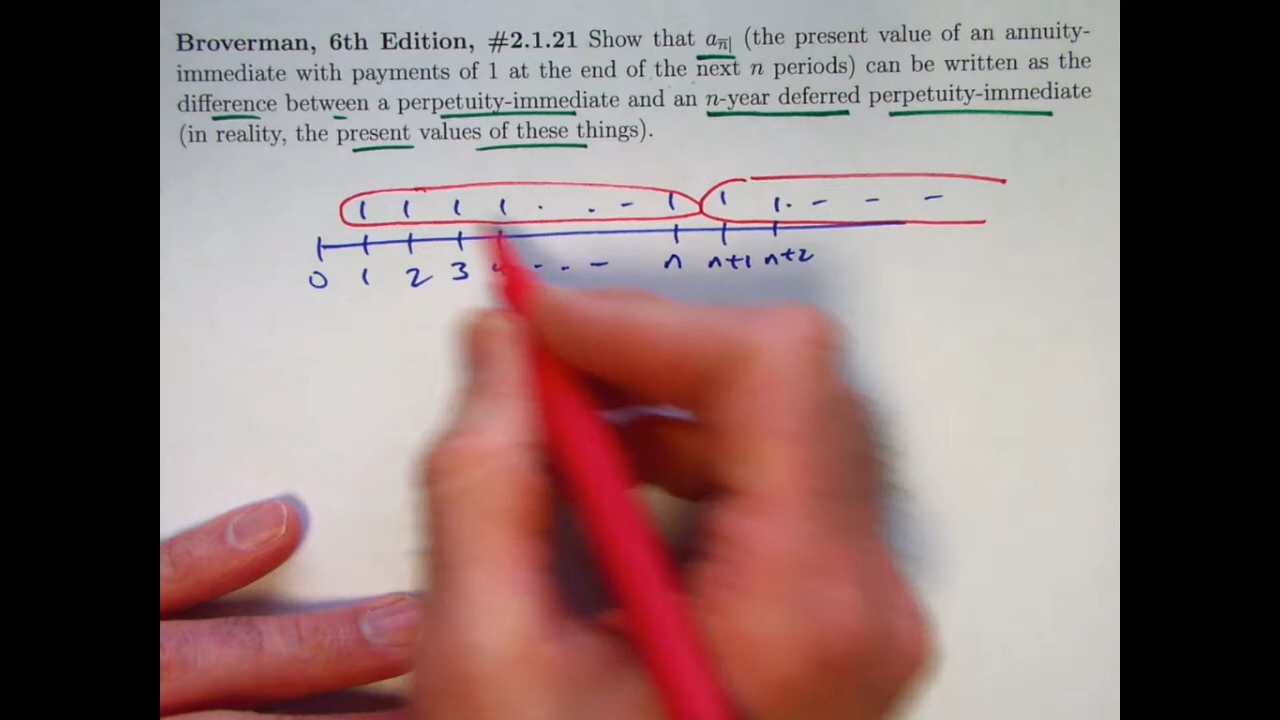 Broverman, 6th Edition, #2.1.21 Show that a_n̅| (the present value of an annuity-
immediate with payments of 1 at the end of the next n periods) can be written as the
difference between a perpetuity-immediate and an n-year deferred perpetuity-immediate
(in reality, the present values of these things).
1 1 1 1 . . - 1 1 1 . - - -
0 1 2 3 . . - n n+1 n+2